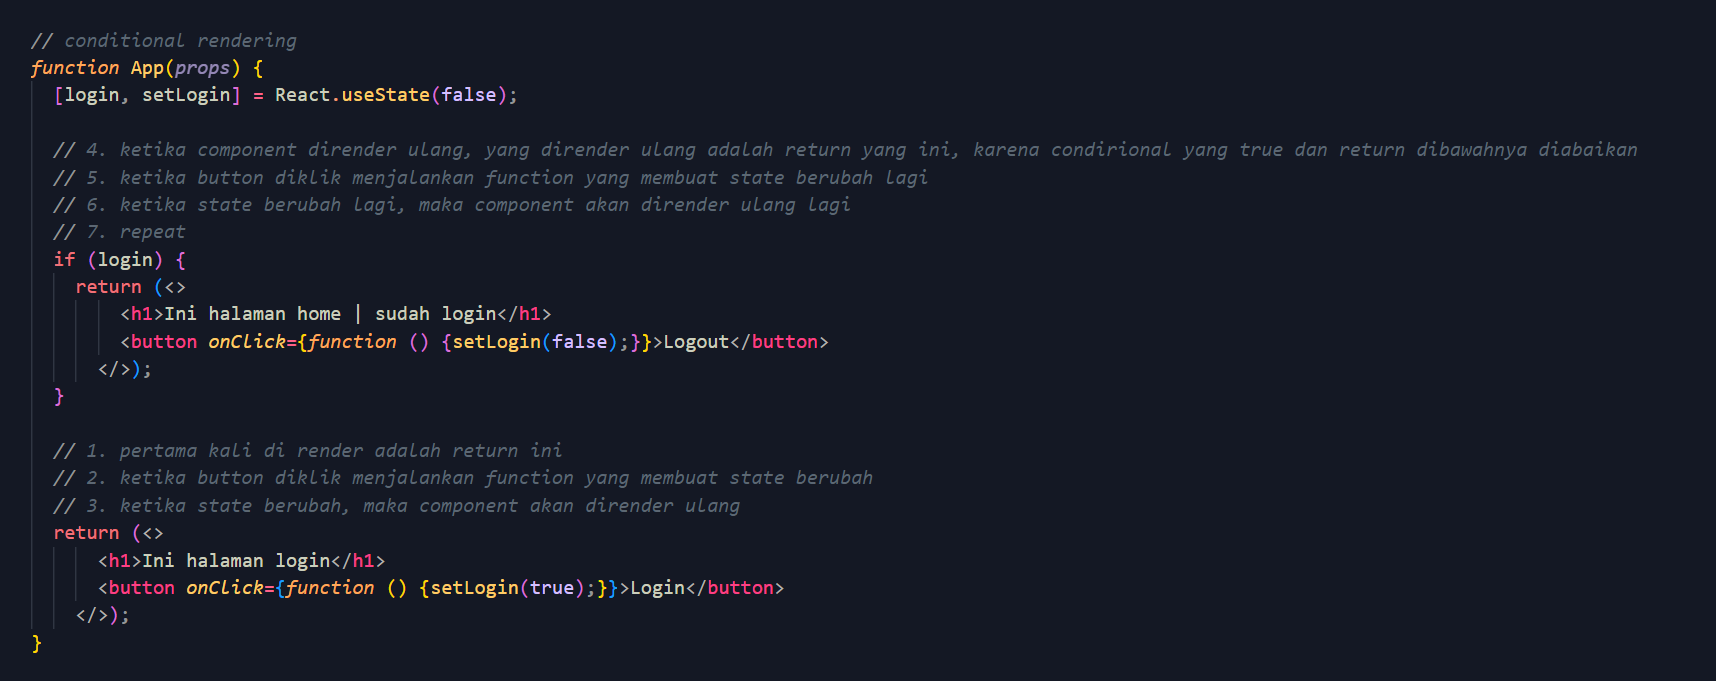 // conditional rendering
function App(props) {
[login, setLogin] = React.useState(false);
// 4. ketika component dirender ulang, yang dirender ulang adalah return yang ini, karena condirional yang true dan return dibawahnya diabaikan
// 5. ketika button diklik menjalankan function yang membuat state berubah lagi
// 6. ketika state berubah lagi, maka component akan dirender ulang lagi
// 7. repeat
if (login) {
return (<>
<h1>Ini halaman home | sudah login</h1>
<button onClick={function () {setLogin(false);}}>Logout</button>
</>);
}
// 1. pertama kali di render adalah return ini
// 2. ketika button diklik menjalankan function yang membuat state berubah
// 3. ketika state berubah, maka component akan dirender ulang
return (<>
<h1>Ini halaman login</h1>
<button onClick={function () {setLogin(true);}}>Login</button>
</>);
}